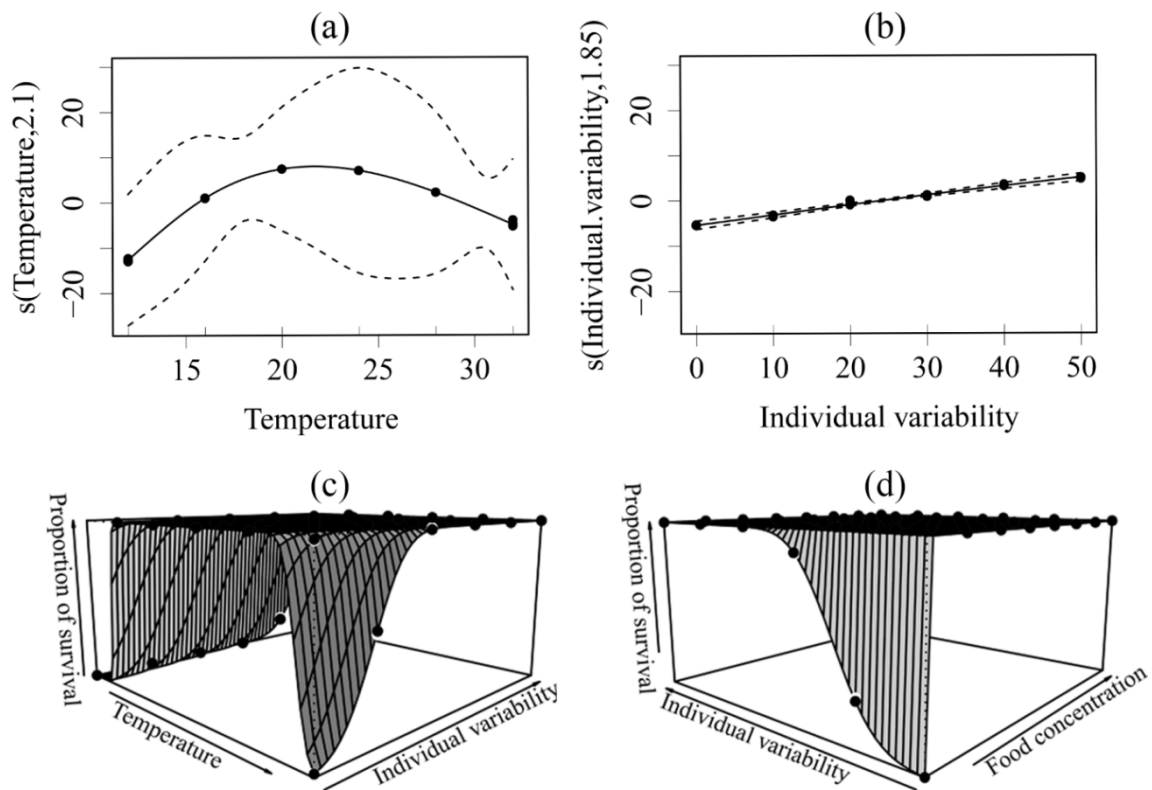 (a)
s(Temperature,2.1)
20
0
−20
15 20 25 30
Temperature
(b)
s(Individual.variability,1.85)
20
0
−20
0 10 20 30 40 50
Individual variability
(c)
Proportion of survival
Temperature
Individual variability
(d)
Proportion of survival
Individual variability
Food concentration